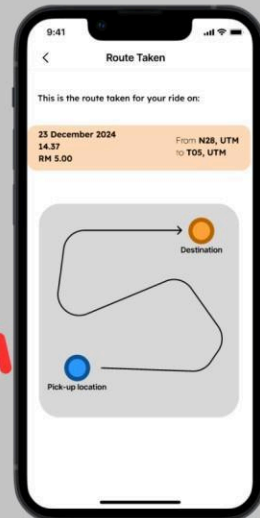 9:41
Route Taken
This is the route taken for your ride on:
23 December 2024
14.37
RM 5.00
From N28, UTM
to T05, UTM
Destination
Pick-up location